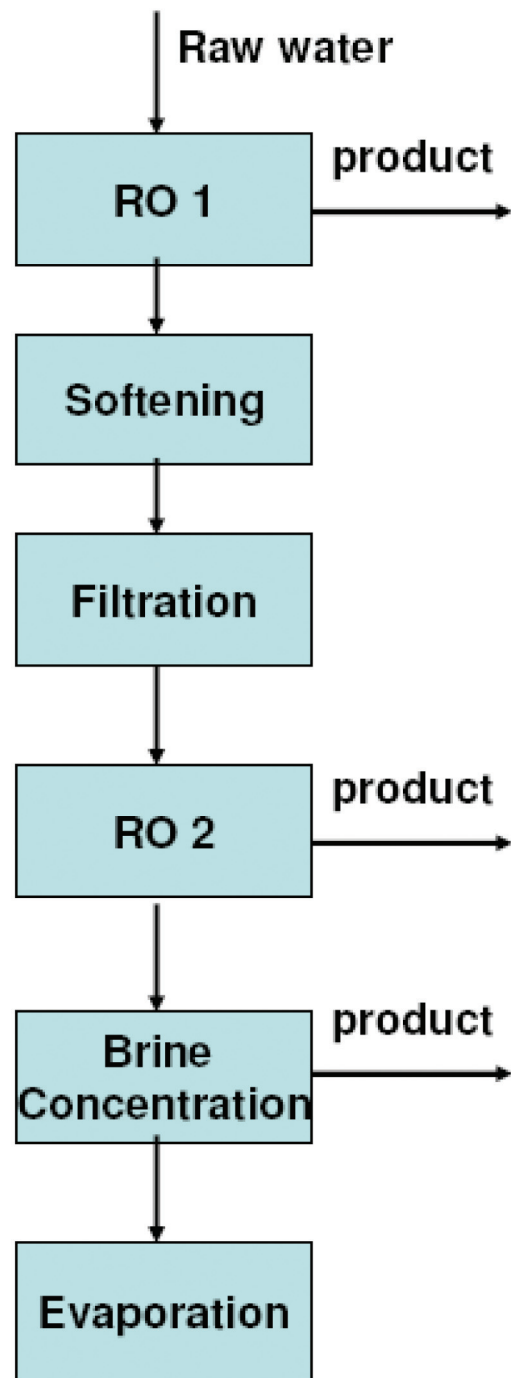 Raw water
product
RO 1
Softening
Filtration
product
RO 2
product
Brine
Concentration
Evaporation